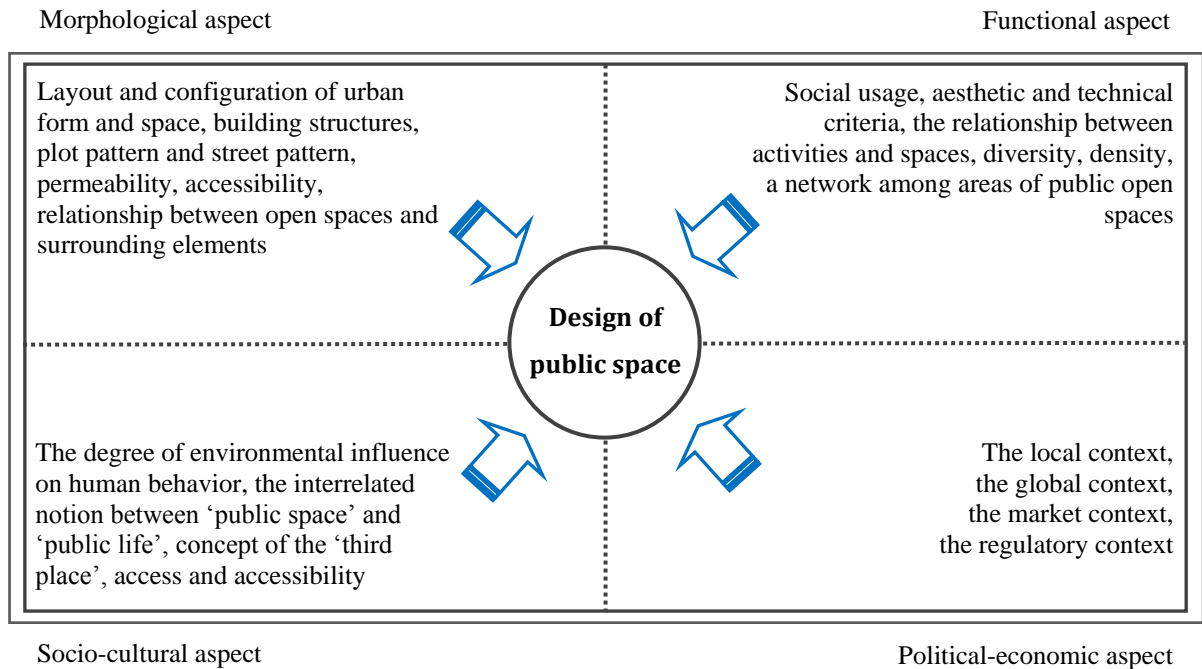 Morphological aspect
Functional aspect
Layout and configuration of urban
form and space, building structures,
plot pattern and street pattern,
permeability, accessibility,
relationship between open spaces and
surrounding elements
Social usage, aesthetic and technical
criteria, the relationship between
activities and spaces, diversity, density,
a network among areas of public open
spaces
Design of
public space
The degree of environmental influence
on human behavior, the interrelated
notion between ‘public space’ and
‘public life’, concept of the ‘third
place’, access and accessibility
The local context,
the global context,
the market context,
the regulatory context
Socio-cultural aspect
Political-economic aspect